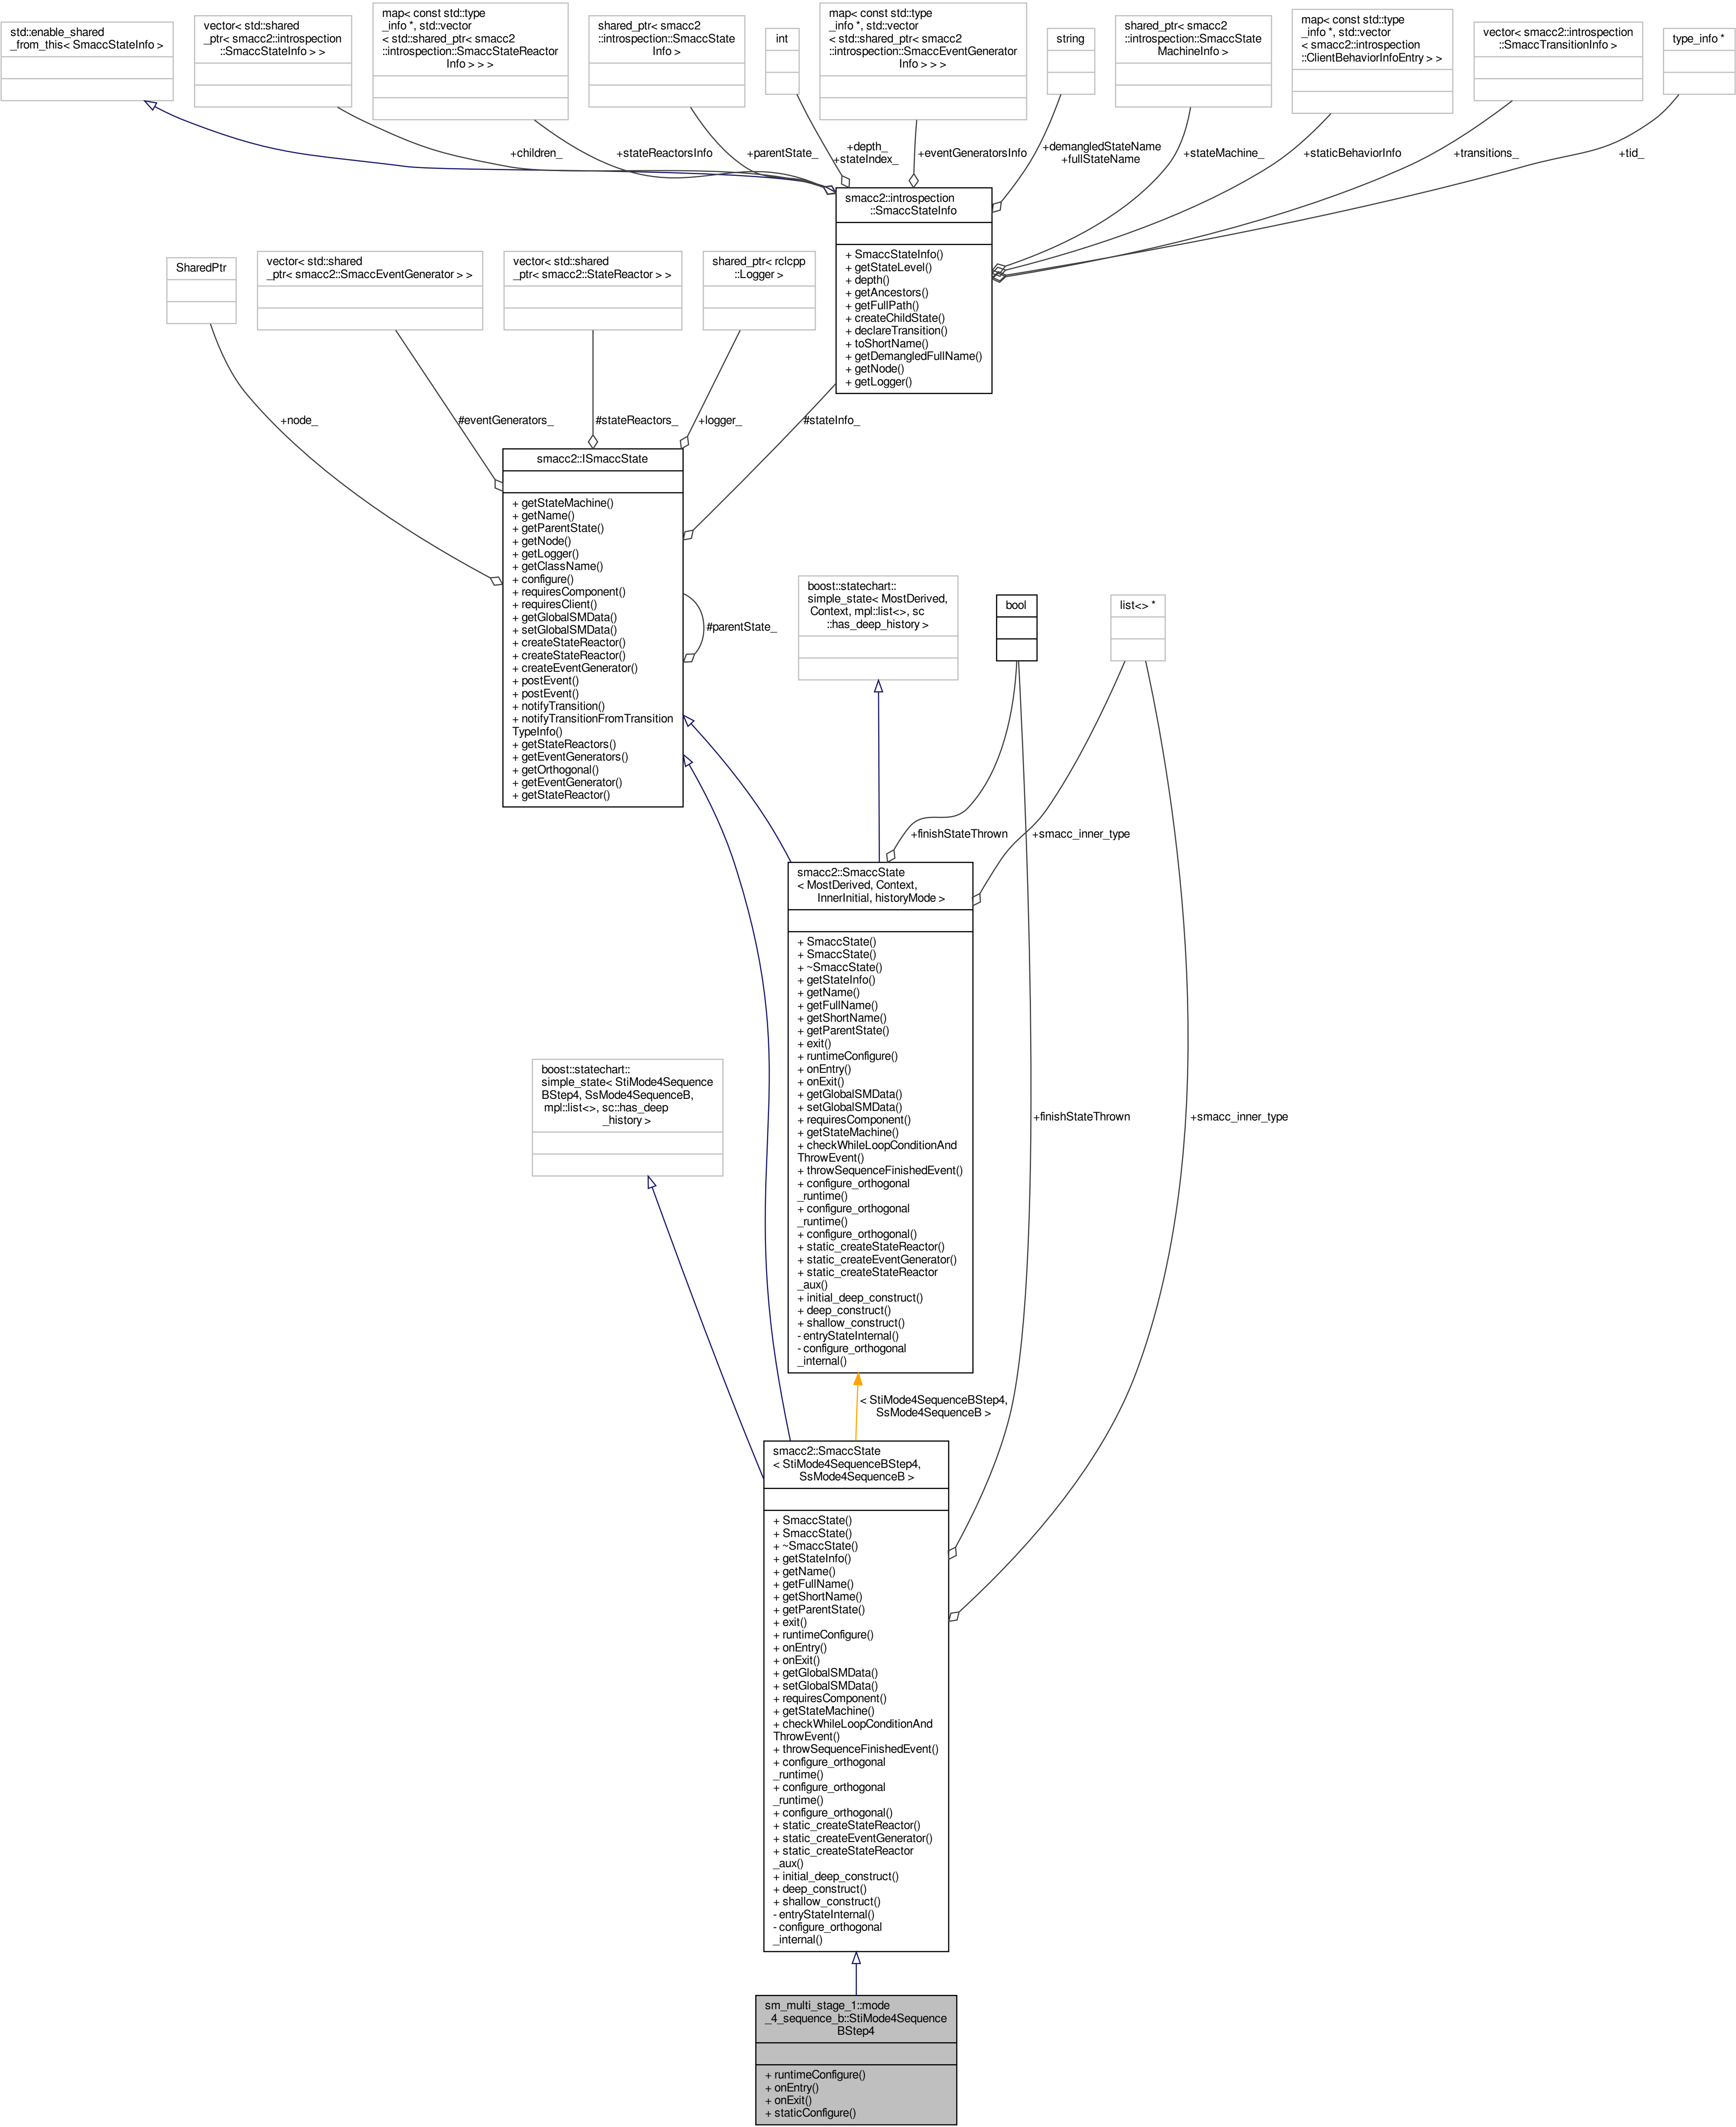 std::enable_shared
_from_this< SmaccStateInfo >
vector< std::shared
_ptr< smacc2::introspection
::SmaccStateInfo > >
map< const std::type
_info *, std::vector
< std::shared_ptr< smacc2
::introspection::SmaccStateReactor
Info > > >
shared_ptr< smacc2
::introspection::SmaccState
Info >
int
map< const std::type
_info *, std::vector
< std::shared_ptr< smacc2
::introspection::SmaccEventGenerator
Info > > >
string
shared_ptr< smacc2
::introspection::SmaccState
MachineInfo >
map< const std::type
_info *, std::vector
< smacc2::introspection
::ClientBehaviorInfoEntry > >
vector< smacc2::introspection
::SmaccTransitionInfo >
type_info *
+children_
+stateReactorsInfo
+parentState_
+depth_
+stateIndex_
+eventGeneratorsInfo
+demangledStateName
+fullStateName
+stateMachine_
+staticBehaviorInfo
+transitions_
+tid_
smacc2::introspection
::SmaccStateInfo
+ SmaccStateInfo()
+ getStateLevel()
+ depth()
+ getAncestors()
+ getFullPath()
+ createChildState()
+ declareTransition()
+ toShortName()
+ getDemangledFullName()
+ getNode()
+ getLogger()
SharedPtr
vector< std::shared
_ptr< smacc2::SmaccEventGenerator > >
vector< std::shared
_ptr< smacc2::StateReactor > >
shared_ptr< rclcpp
::Logger >
+node_
#eventGenerators_
#stateReactors_
+logger_
#stateInfo_
smacc2::ISmaccState
+ getStateMachine()
+ getName()
+ getParentState()
+ getNode()
+ getLogger()
+ getClassName()
+ configure()
+ requiresComponent()
+ requiresClient()
+ getGlobalSMData()
+ setGlobalSMData()
+ createStateReactor()
+ createStateReactor()
+ createEventGenerator()
+ postEvent()
+ postEvent()
+ notifyTransition()
+ notifyTransitionFromTransition
TypeInfo()
+ getStateReactors()
+ getEventGenerators()
+ getOrthogonal()
+ getEventGenerator()
+ getStateReactor()
#parentState_
boost::statechart::
simple_state< MostDerived,
Context, mpl::list<>, sc
::has_deep_history >
bool
list<> *
+finishStateThrown
+smacc_inner_type
smacc2::SmaccState
< MostDerived, Context,
InnerInitial, historyMode >
+ SmaccState()
+ SmaccState()
+ ~SmaccState()
+ getStateInfo()
+ getName()
+ getFullName()
+ getShortName()
+ getParentState()
+ exit()
+ runtimeConfigure()
+ onEntry()
+ onExit()
+ getGlobalSMData()
+ setGlobalSMData()
+ requiresComponent()
+ getStateMachine()
+ checkWhileLoopConditionAnd
ThrowEvent()
+ throwSequenceFinishedEvent()
+ configure_orthogonal
_runtime()
+ configure_orthogonal
_runtime()
+ configure_orthogonal()
+ static_createStateReactor()
+ static_createEventGenerator()
+ static_createStateReactor
_aux()
+ initial_deep_construct()
+ deep_construct()
+ shallow_construct()
- entryStateInternal()
- configure_orthogonal
_internal()
boost::statechart::
simple_state< StiMode4Sequence
BStep4, SsMode4SequenceB,
mpl::list<>, sc::has_deep
_history >
+finishStateThrown
+smacc_inner_type
< StiMode4SequenceBStep4,
SsMode4SequenceB >
smacc2::SmaccState
< StiMode4SequenceBStep4,
SsMode4SequenceB >
+ SmaccState()
+ SmaccState()
+ ~SmaccState()
+ getStateInfo()
+ getName()
+ getFullName()
+ getShortName()
+ getParentState()
+ exit()
+ runtimeConfigure()
+ onEntry()
+ onExit()
+ getGlobalSMData()
+ setGlobalSMData()
+ requiresComponent()
+ getStateMachine()
+ checkWhileLoopConditionAnd
ThrowEvent()
+ throwSequenceFinishedEvent()
+ configure_orthogonal
_runtime()
+ configure_orthogonal
_runtime()
+ configure_orthogonal()
+ static_createStateReactor()
+ static_createEventGenerator()
+ static_createStateReactor
_aux()
+ initial_deep_construct()
+ deep_construct()
+ shallow_construct()
- entryStateInternal()
- configure_orthogonal
_internal()
sm_multi_stage_1::mode
_4_sequence_b::StiMode4Sequence
BStep4
+ runtimeConfigure()
+ onEntry()
+ onExit()
+ staticConfigure()